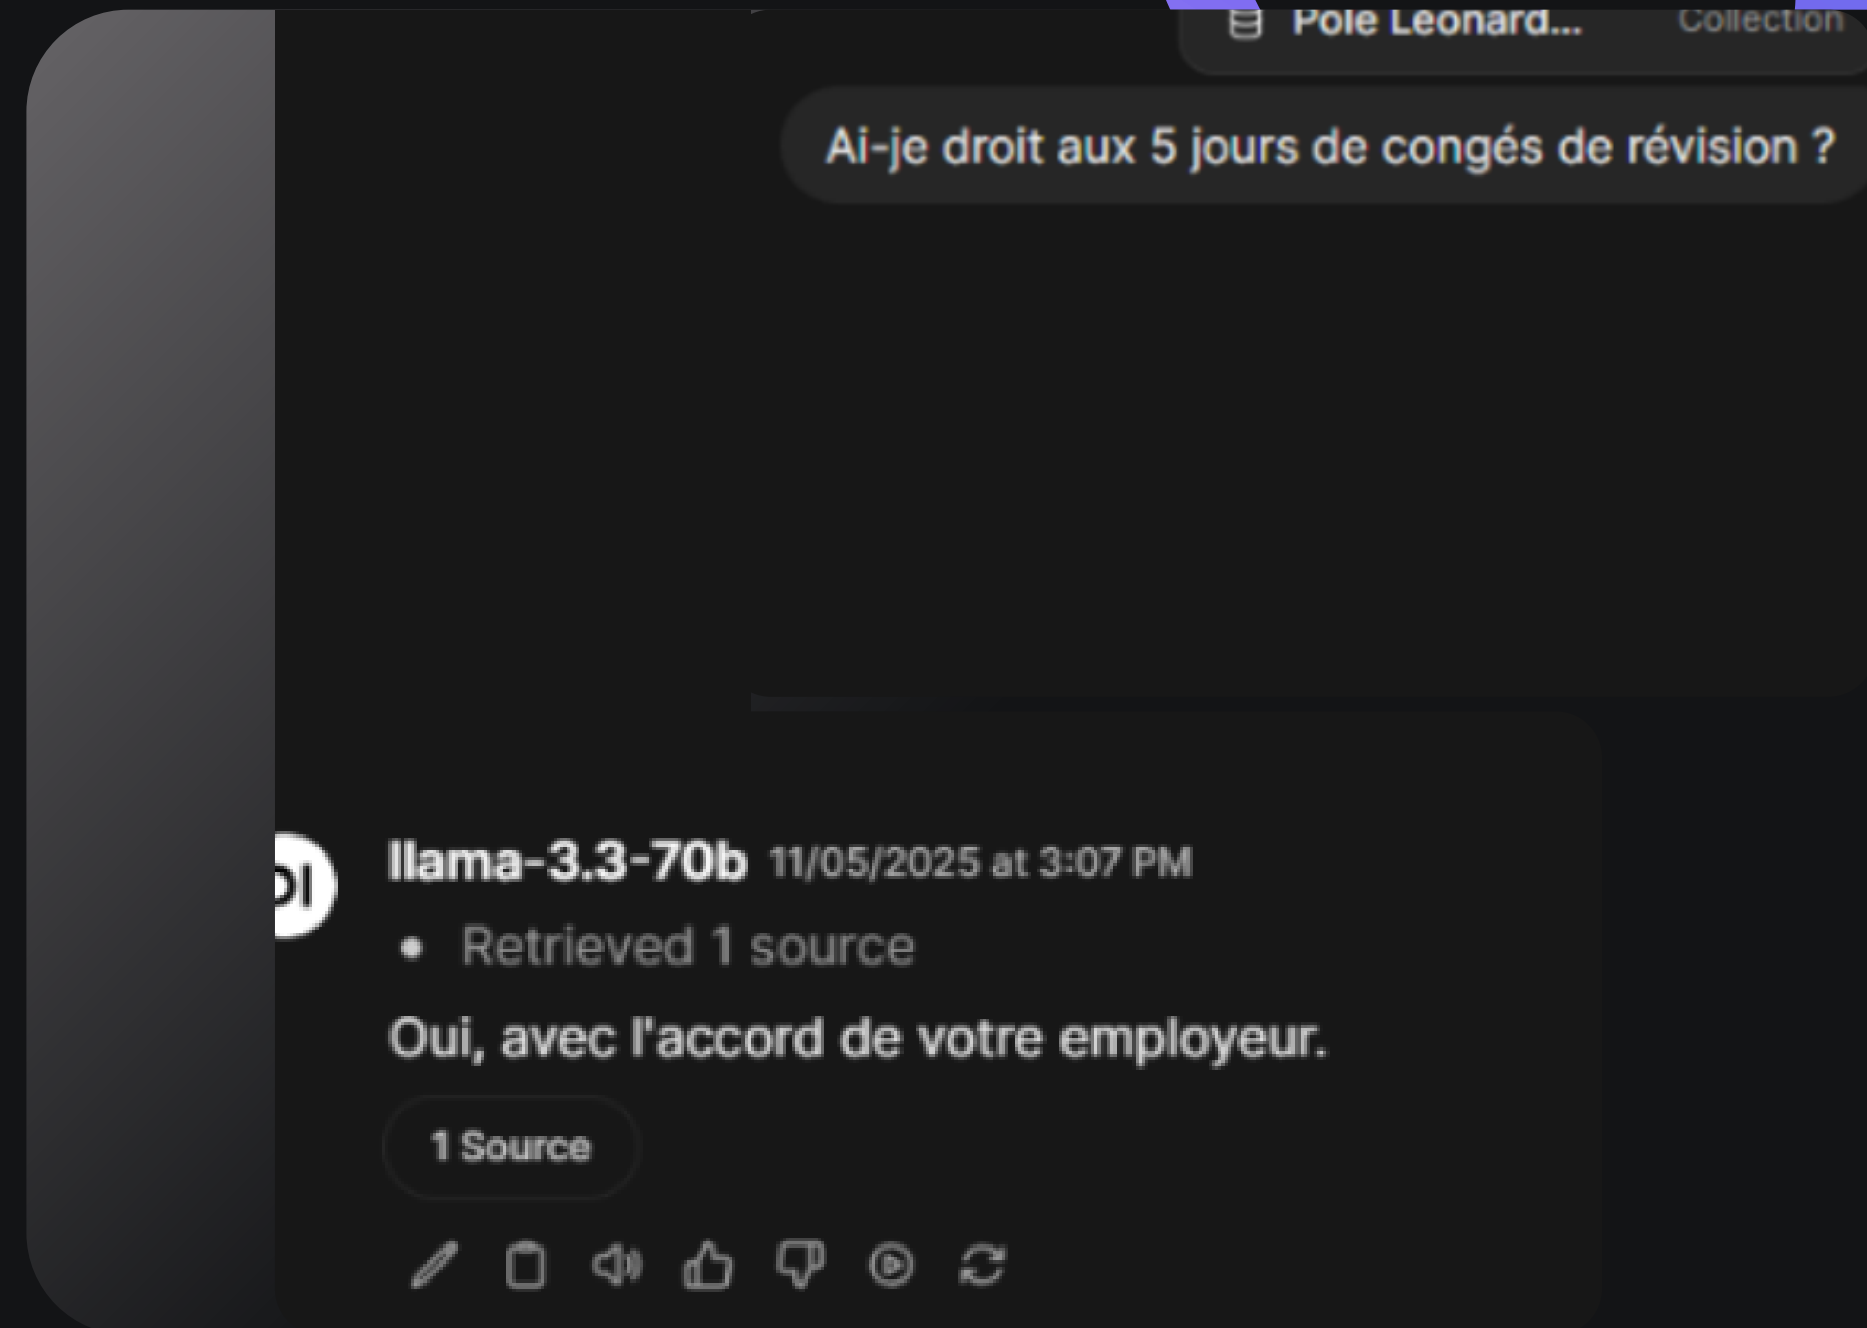 Pole Leonard... Collection
Ai-je droit aux 5 jours de congés de révision ?
OI
llama-3.3-70b 11/05/2025 at 3:07 PM
Retrieved 1 source
Oui, avec l'accord de votre employeur.
1 Source